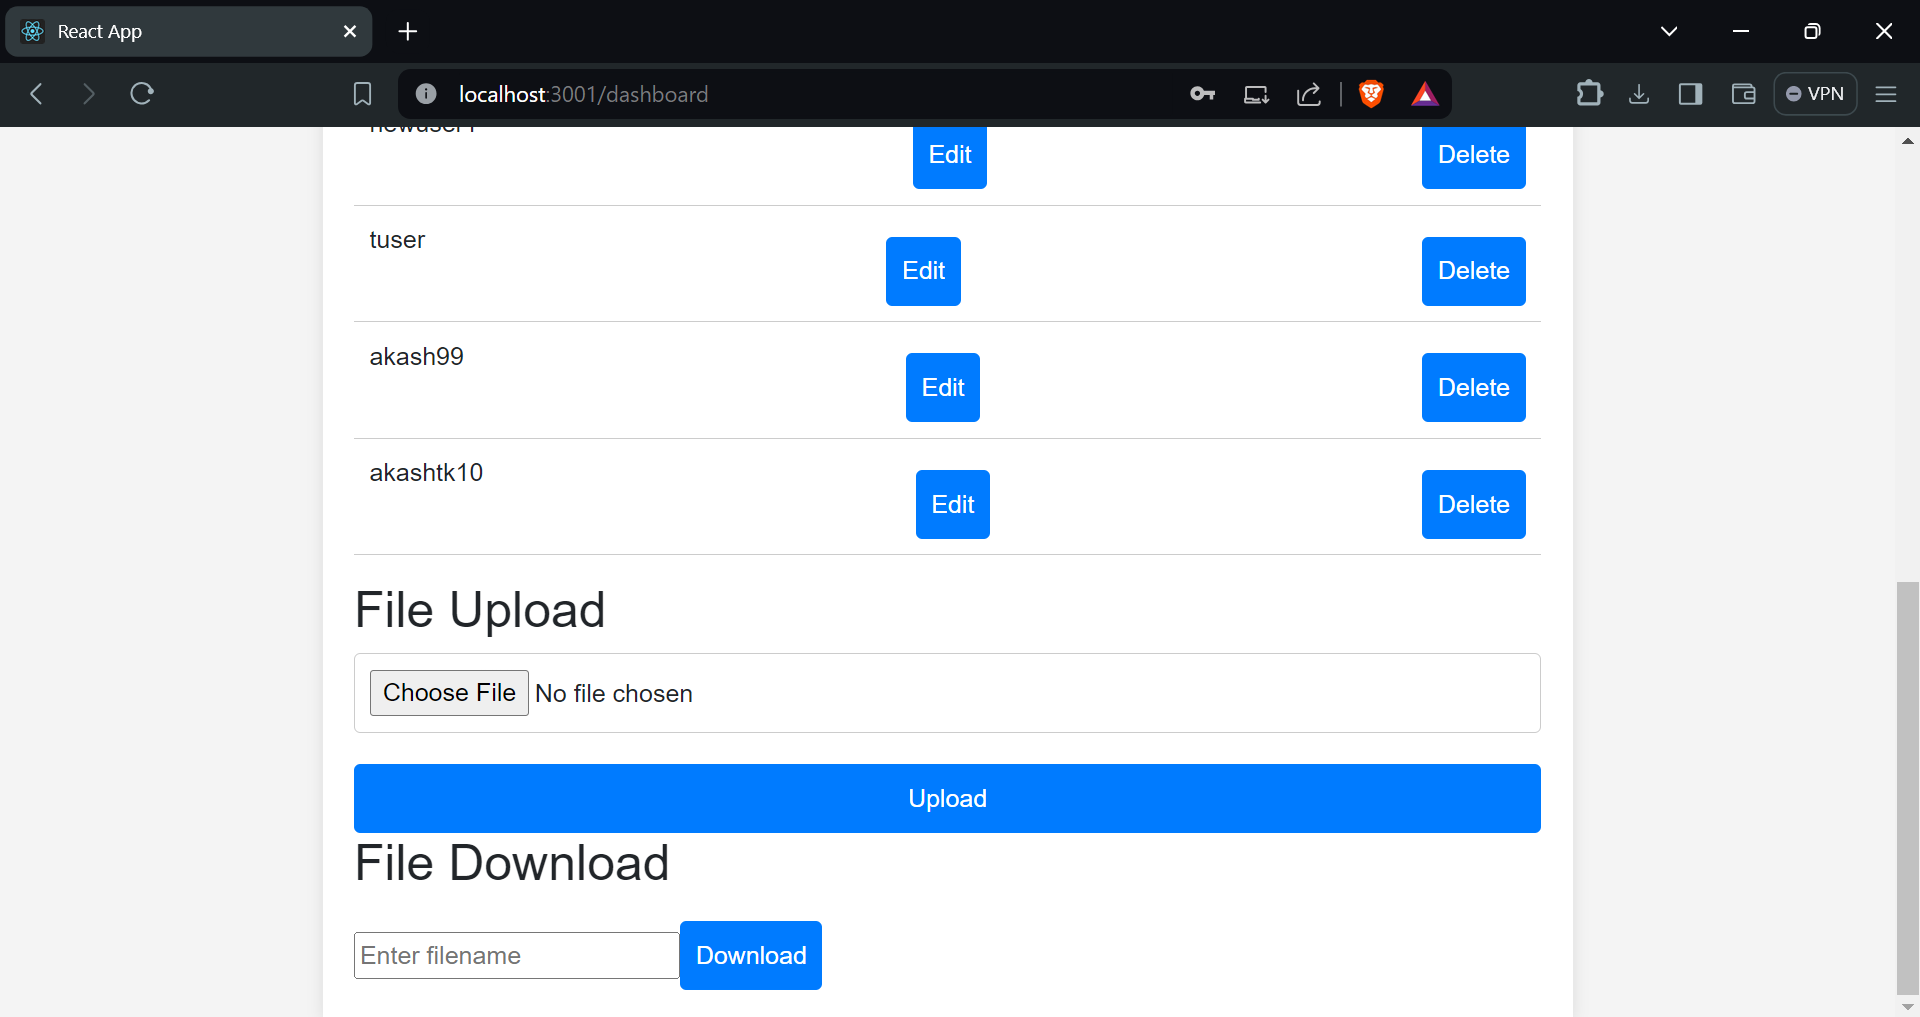 React App
localhost:3001/dashboard
VPN
Edit
Delete
tuser
Edit
Delete
akash99
Edit
Delete
akashtk10
Edit
Delete
File Upload
Choose File No file chosen
Upload
File Download
Enter filename
Download